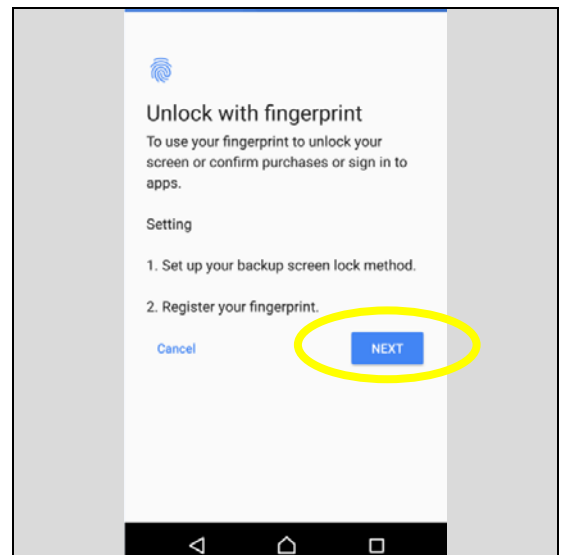 Unlock with fingerprint
To use your fingerprint to unlock your
screen or confirm purchases or sign in to
apps.
Setting
1. Set up your backup screen lock method.
2. Register your fingerprint.
Cancel NEXT